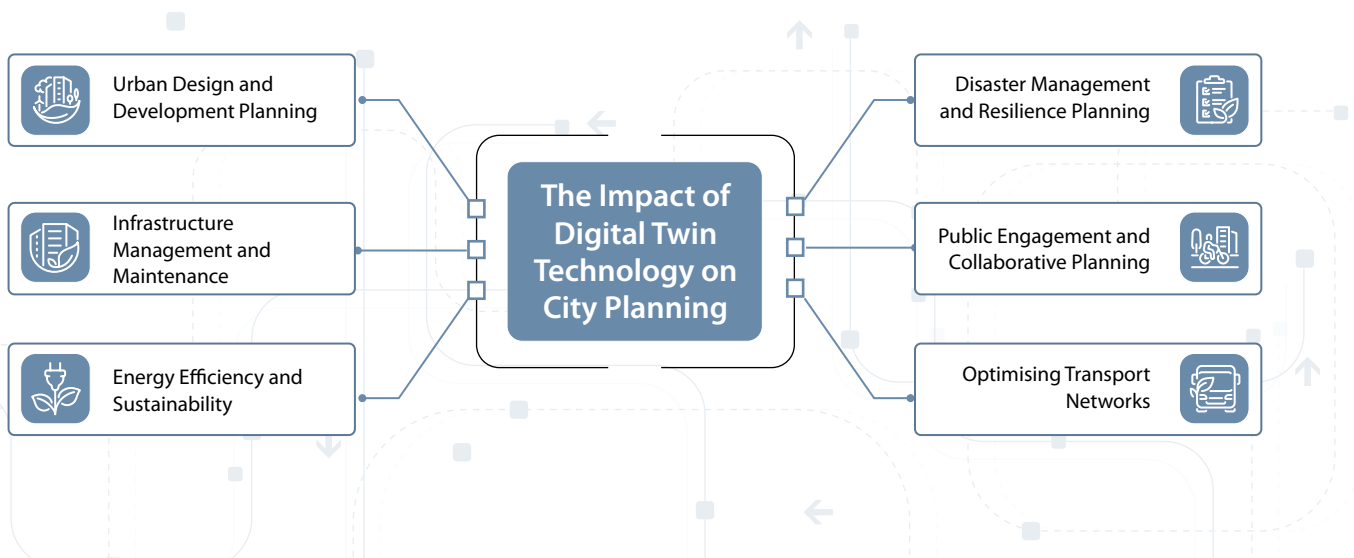 Urban Design and
Development Planning
Infrastructure
Management and
Maintenance
Energy Efficiency and
Sustainability
The Impact of
Digital Twin
Technology on
City Planning
Disaster Management
and Resilience Planning
Public Engagement and
Collaborative Planning
Optimising Transport
Networks